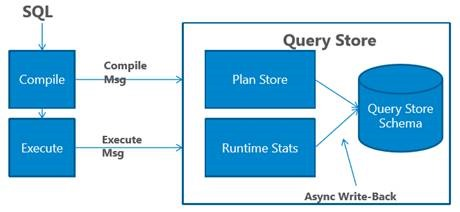 SQL
Query Store
Compile
Compile
Msg
Plan Store
Query Store
Schema
Execute
Execute
Msg
Runtime Stats
Async Write-Back